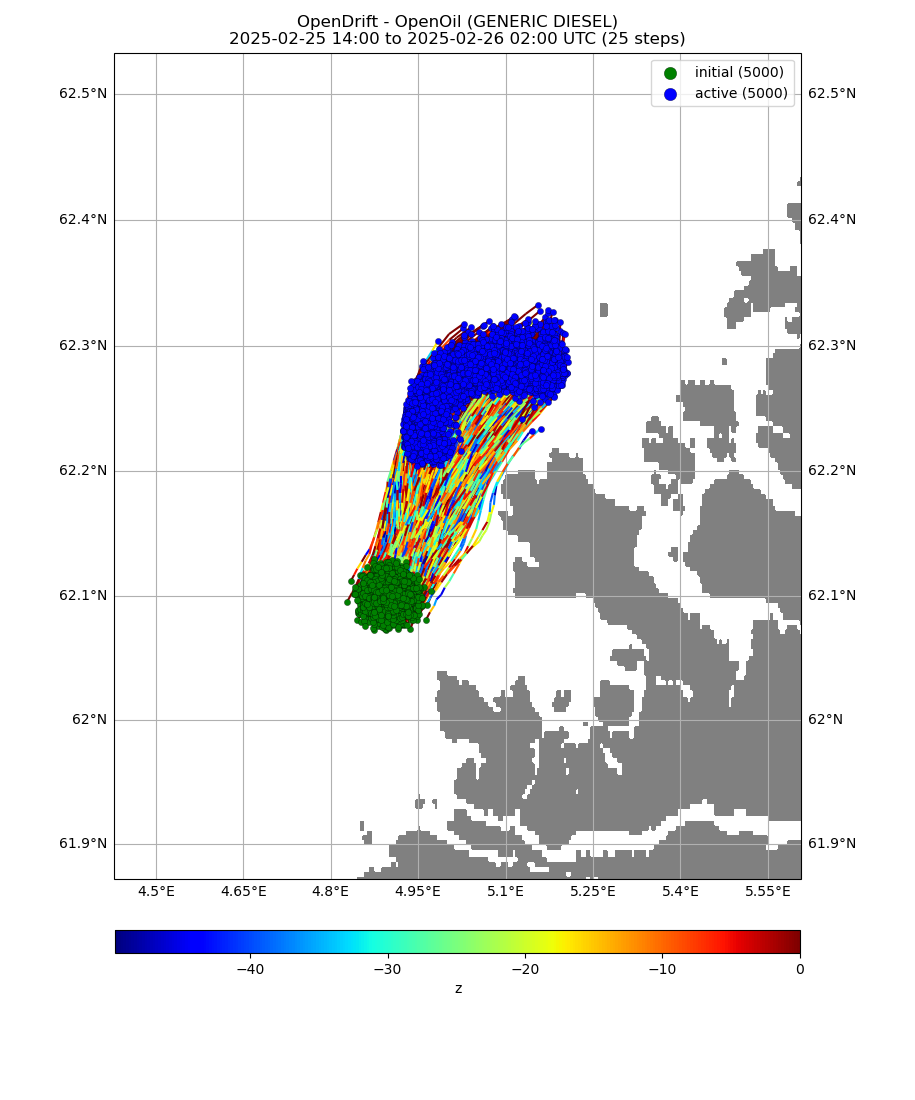 OpenDrift - OpenOil (GENERIC DIESEL)
2025-02-25 14:00 to 2025-02-26 02:00 UTC (25 steps)
initial (5000)
active (5000)
62.5°N 62.5°N
62.4°N 62.4°N
62.3°N 62.3°N
62.2°N 62.2°N
62.1°N 62.1°N
62°N 62°N
61.9°N 61.9°N
4.5°E 4.65°E 4.8°E 4.95°E 5.1°E 5.25°E 5.4°E 5.55°E
−40 −30 −20 −10 0
z